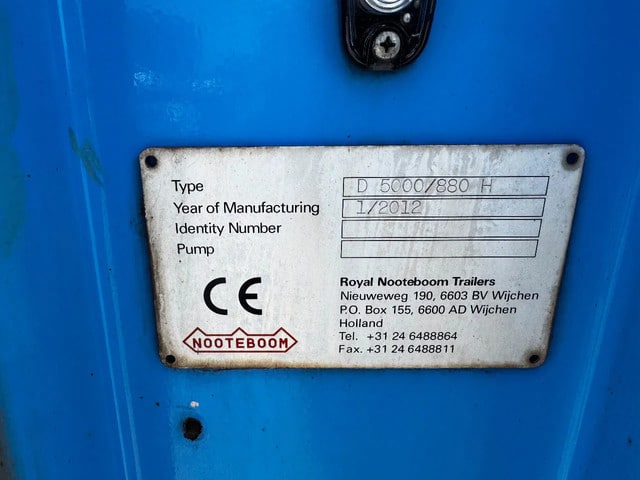 Type D 5000/880 H
Year of Manufacturing 1/2012
Identity Number
Pump
CE
NOOTEBOOM
Royal Nooteboom Trailers
Nieuweweg 190, 6603 BV Wijchen
P.O. Box 155, 6600 AD Wijchen
Holland
Tel. +31 24 6488864
Fax. +31 24 6488811